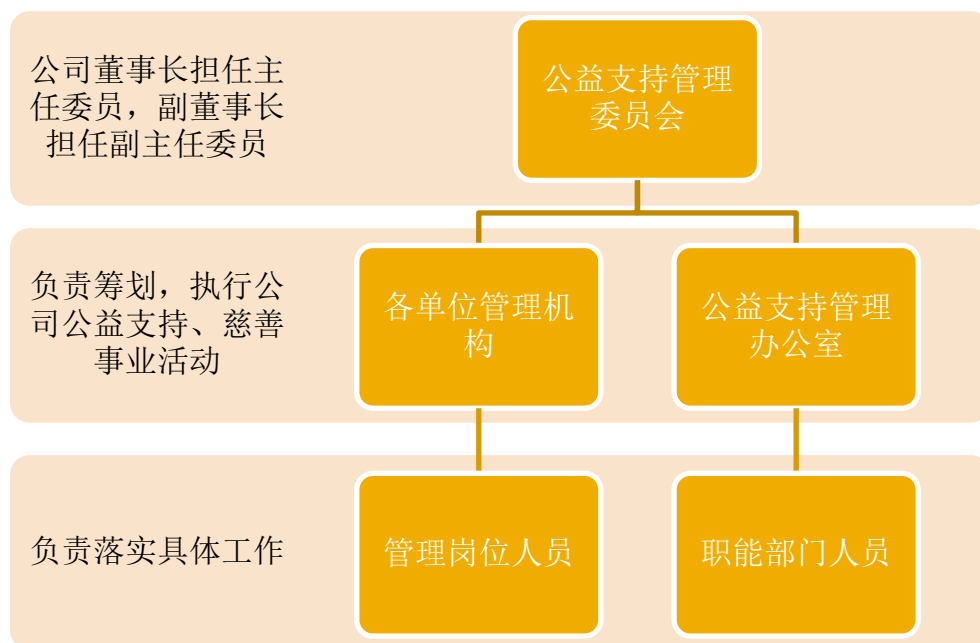 公司董事长担任主
任委员，副董事长
担任副主任委员
公益支持管理
委员会
负责筹划，执行公
司公益支持、慈善
事业活动
各单位管理机
构
公益支持管理
办公室
负责落实具体工作
管理岗位人员
职能部门人员